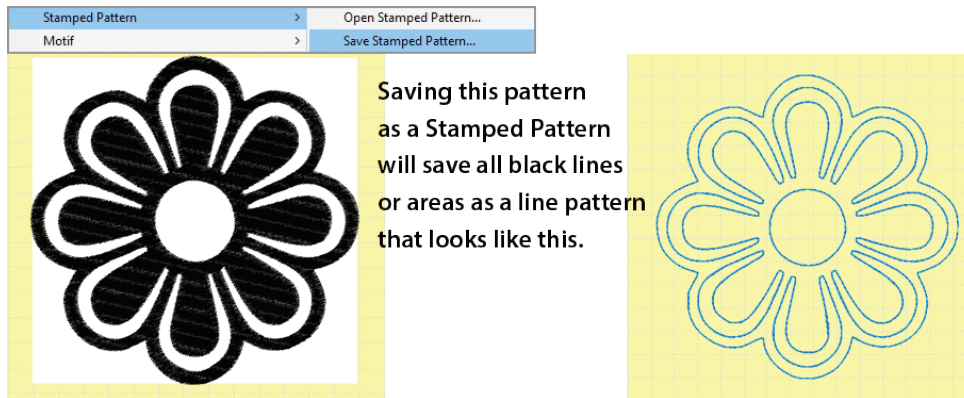 Stamped Pattern > Open Stamped Pattern...
Motif > Save Stamped Pattern...
Saving this pattern
as a Stamped Pattern
will save all black lines
or areas as a line pattern
that looks like this.